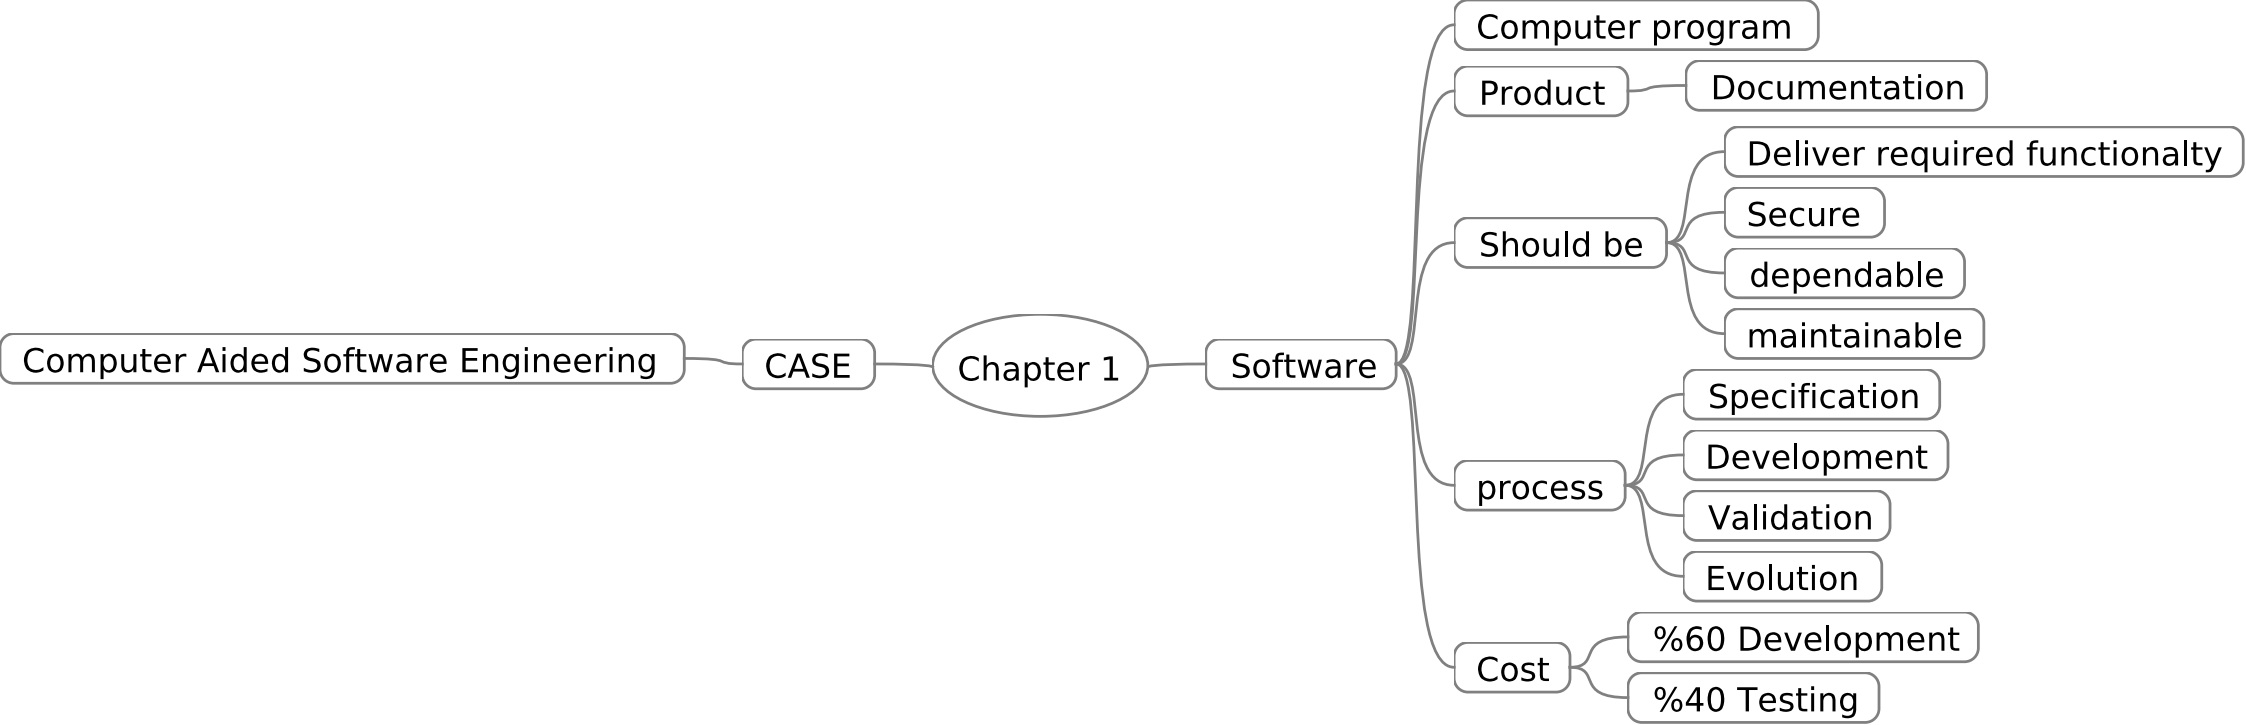 Computer Aided Software Engineering
CASE
Chapter 1
Software
Computer program
Product
Documentation
Should be
Deliver required functionalty
Secure
dependable
maintainable
process
Specification
Development
Validation
Evolution
Cost
%60 Development
%40 Testing